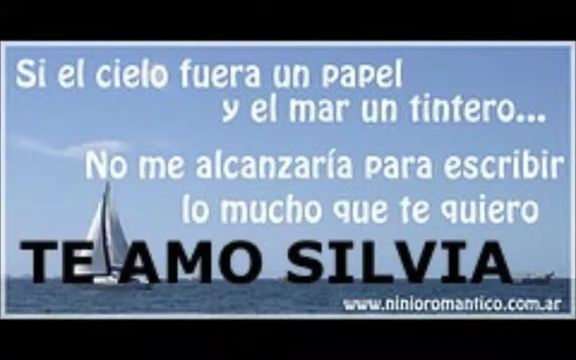 Si el cielo fuera un papel
y el mar un tintero...
No me alcanzaría para escribir
lo mucho que te quiero
TE AMO SILVIA
www.ninioromantico.com.ar